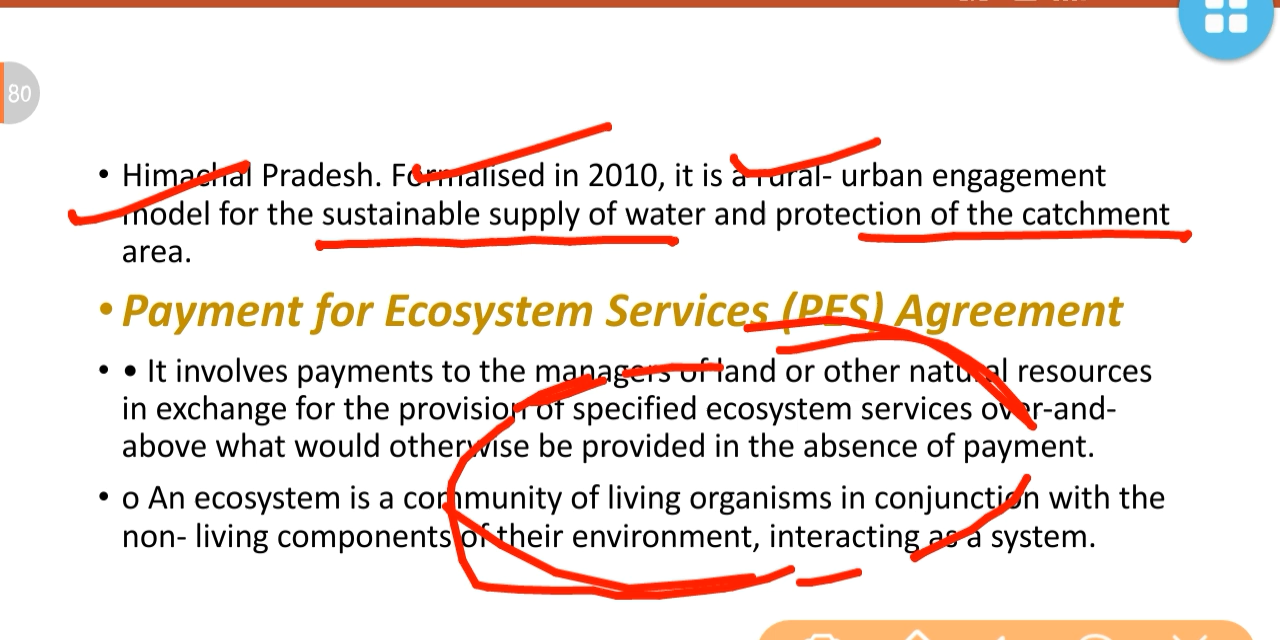 80
• Himachal Pradesh. Formalised in 2010, it is a rural- urban engagement
model for the sustainable supply of water and protection of the catchment
area.
• Payment for Ecosystem Services (PES) Agreement
• • It involves payments to the managers of land or other natural resources
in exchange for the provision of specified ecosystem services over-and-
above what would otherwise be provided in the absence of payment.
• o An ecosystem is a community of living organisms in conjunction with the
non- living components of their environment, interacting as a system.